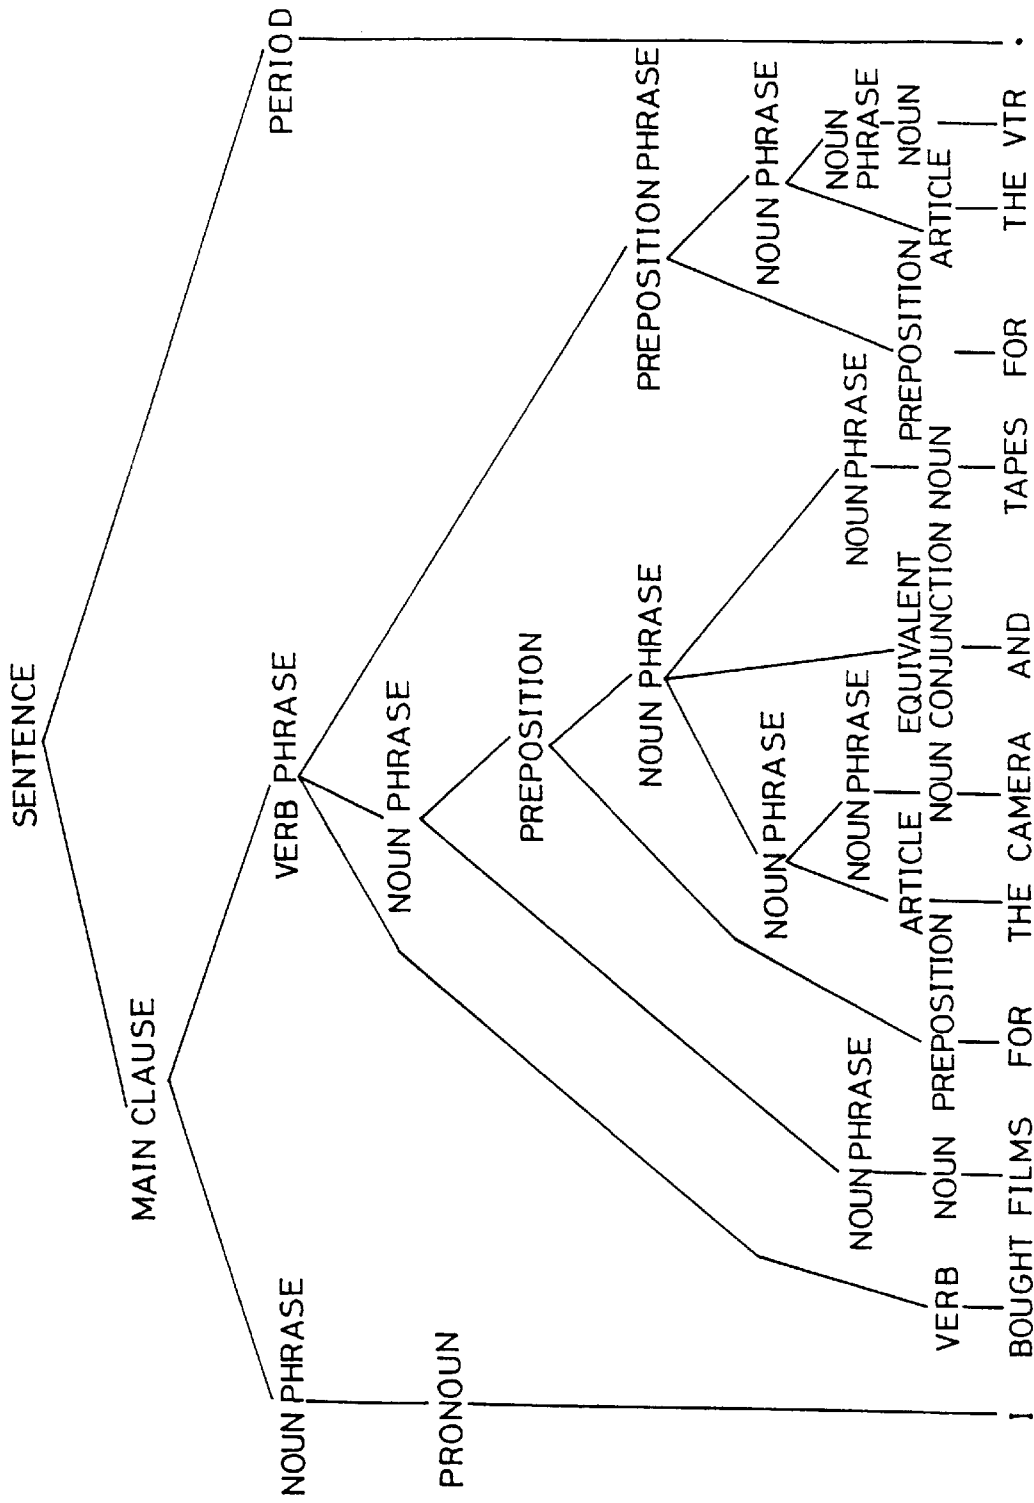 SENTENCE
MAIN CLAUSE
NOUN PHRASE
VERB PHRASE
PERIOD
NOUN PHRASE
PRONOUN
PREPOSITION
NOUN PHRASE
PREPOSITION PHRASE
NOUN PHRASE
NOUN PHRASE
NOUN PHRASE
NOUN PHRASE
NOUN PHRASE
NOUN
PHRASE
ARTICLE
EQUIVALENT
PREPOSITION
NOUN
VERB
NOUN
PREPOSITION
NOUN
CONJUNCTION
NOUN
ARTICLE
I BOUGHT FILMS FOR THE CAMERA AND TAPES FOR THE VTR .